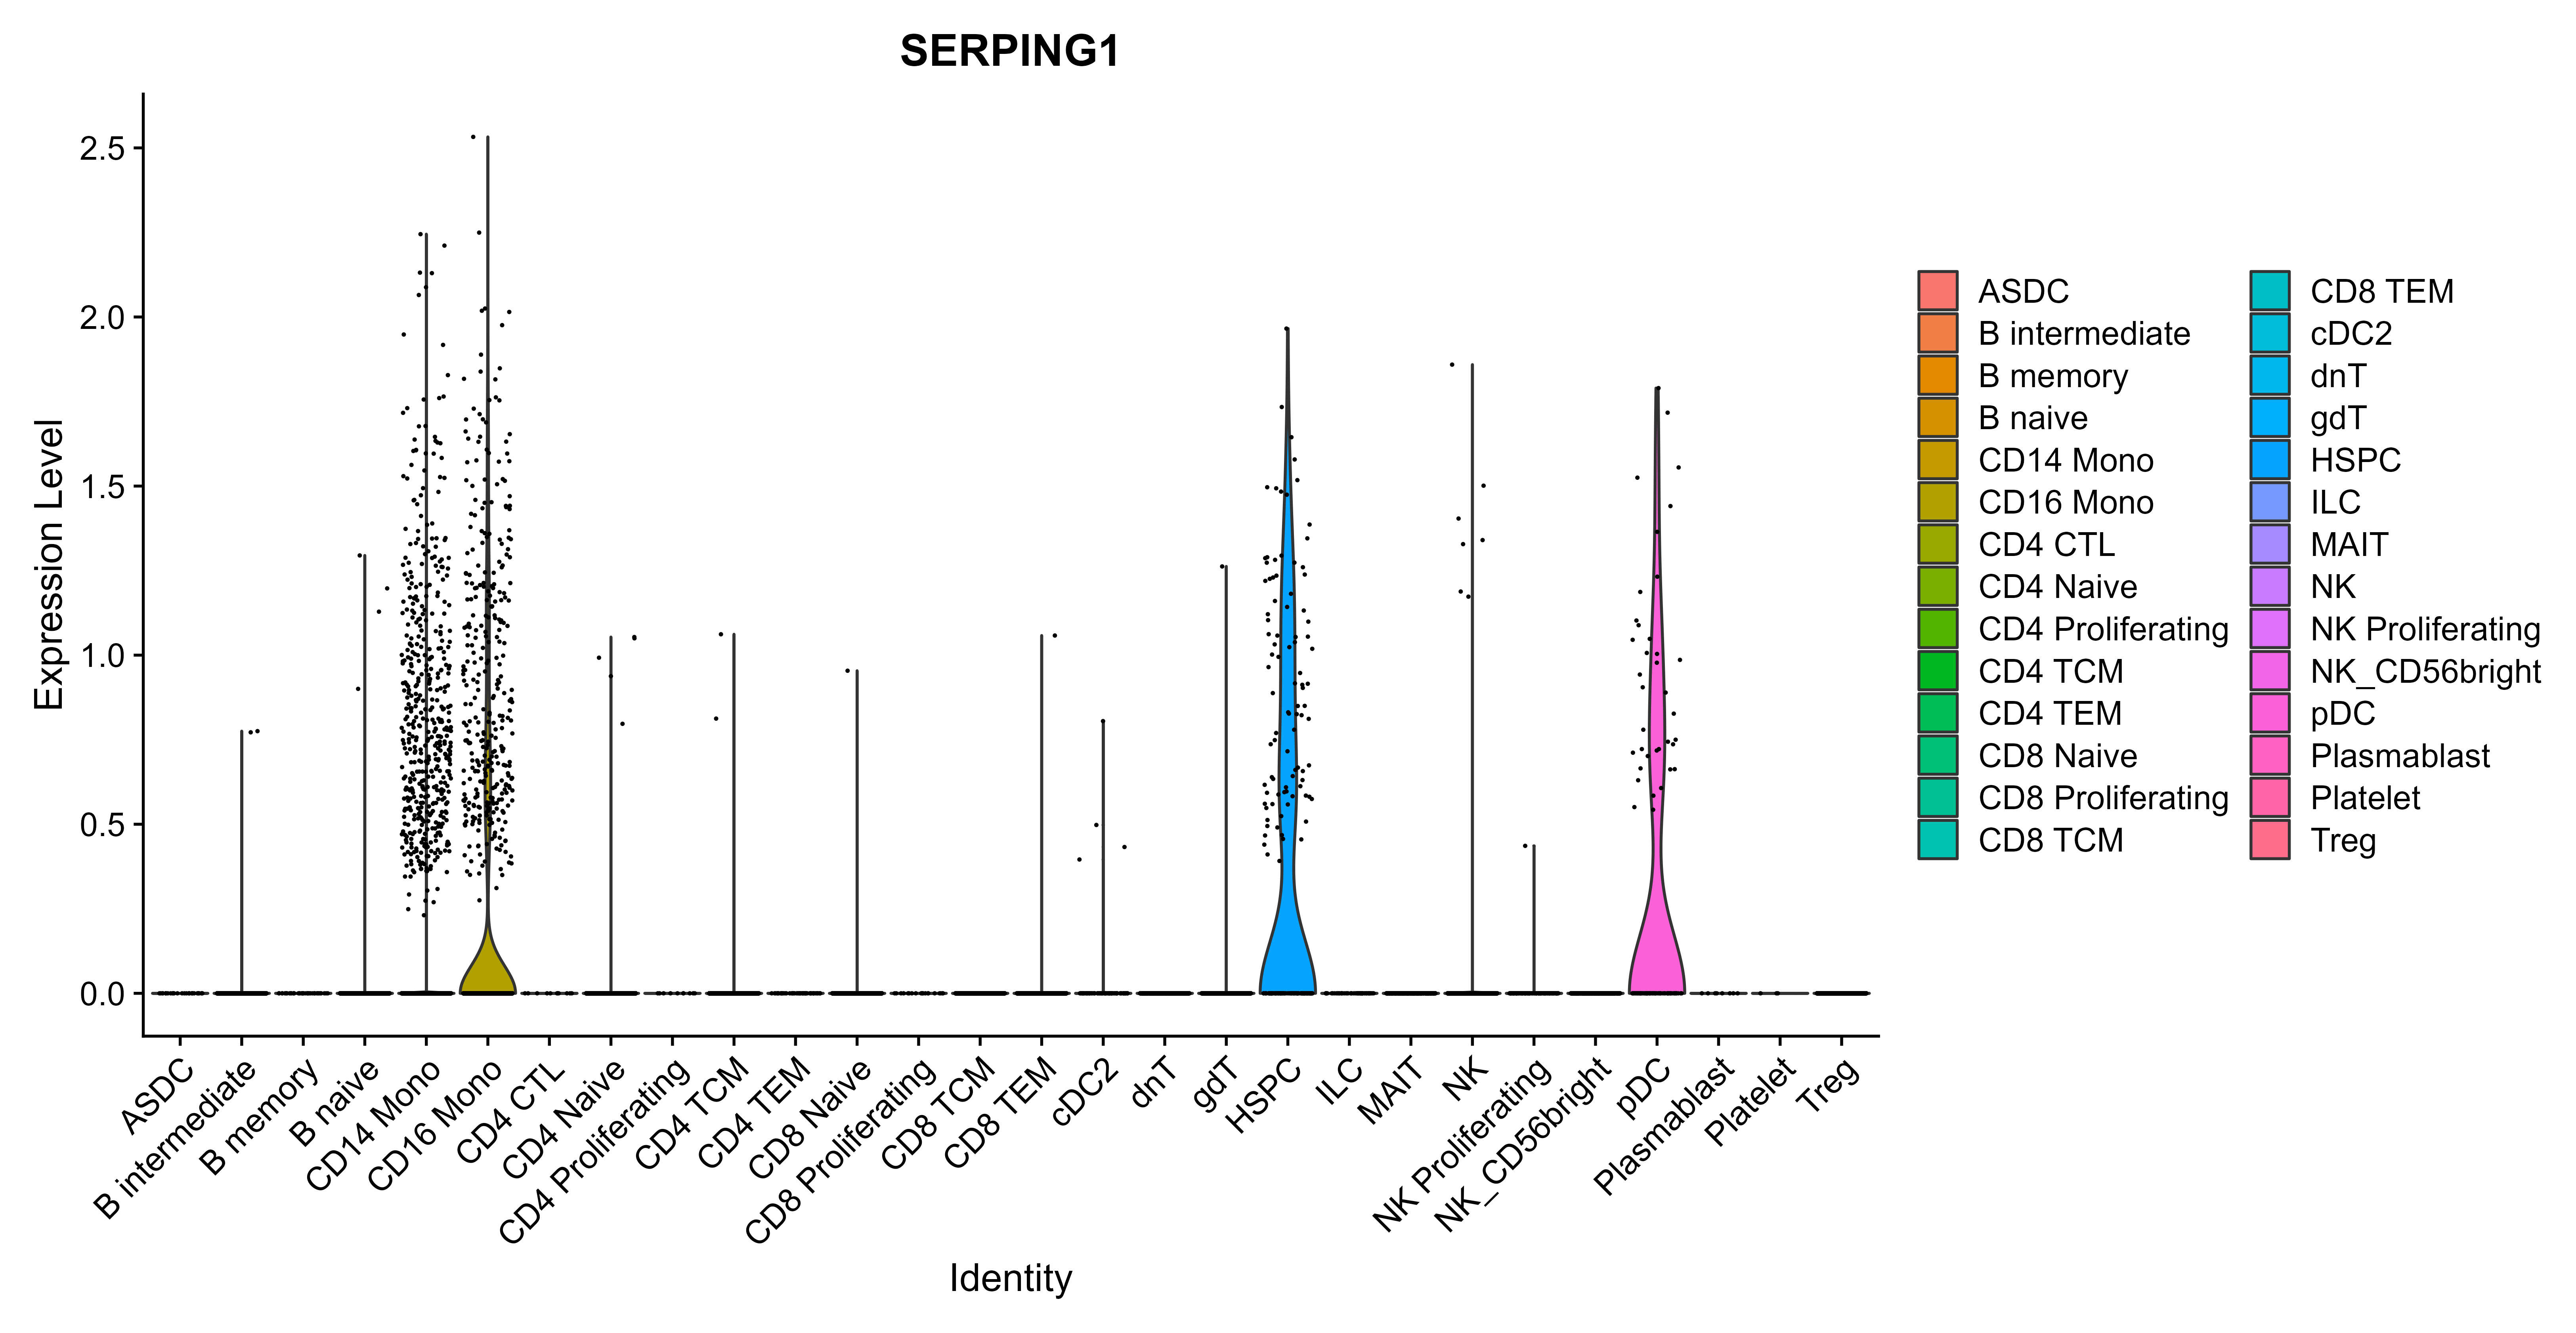 SERPING1
Expression Level
2.5
2.0
1.5
1.0
0.5
0.0
ASDC
B intermediate
B memory
B naive
CD14 Mono
CD16 Mono
CD4 CTL
CD4 Naive
CD4 Proliferating
CD4 TCM
CD4 TEM
CD8 Naive
CD8 Proliferating
CD8 TCM
CD8 TEM
cDC2
dnT
gdT
HSPC
ILC
MAIT
NK
NK Proliferating
NK_CD56bright
pDC
Plasmablast
Platelet
Treg
Identity
ASDC
B intermediate
B memory
B naive
CD14 Mono
CD16 Mono
CD4 CTL
CD4 Naive
CD4 Proliferating
CD4 TCM
CD4 TEM
CD8 Naive
CD8 Proliferating
CD8 TCM
CD8 TEM
cDC2
dnT
gdT
HSPC
ILC
MAIT
NK
NK Proliferating
NK_CD56bright
pDC
Plasmablast
Platelet
Treg